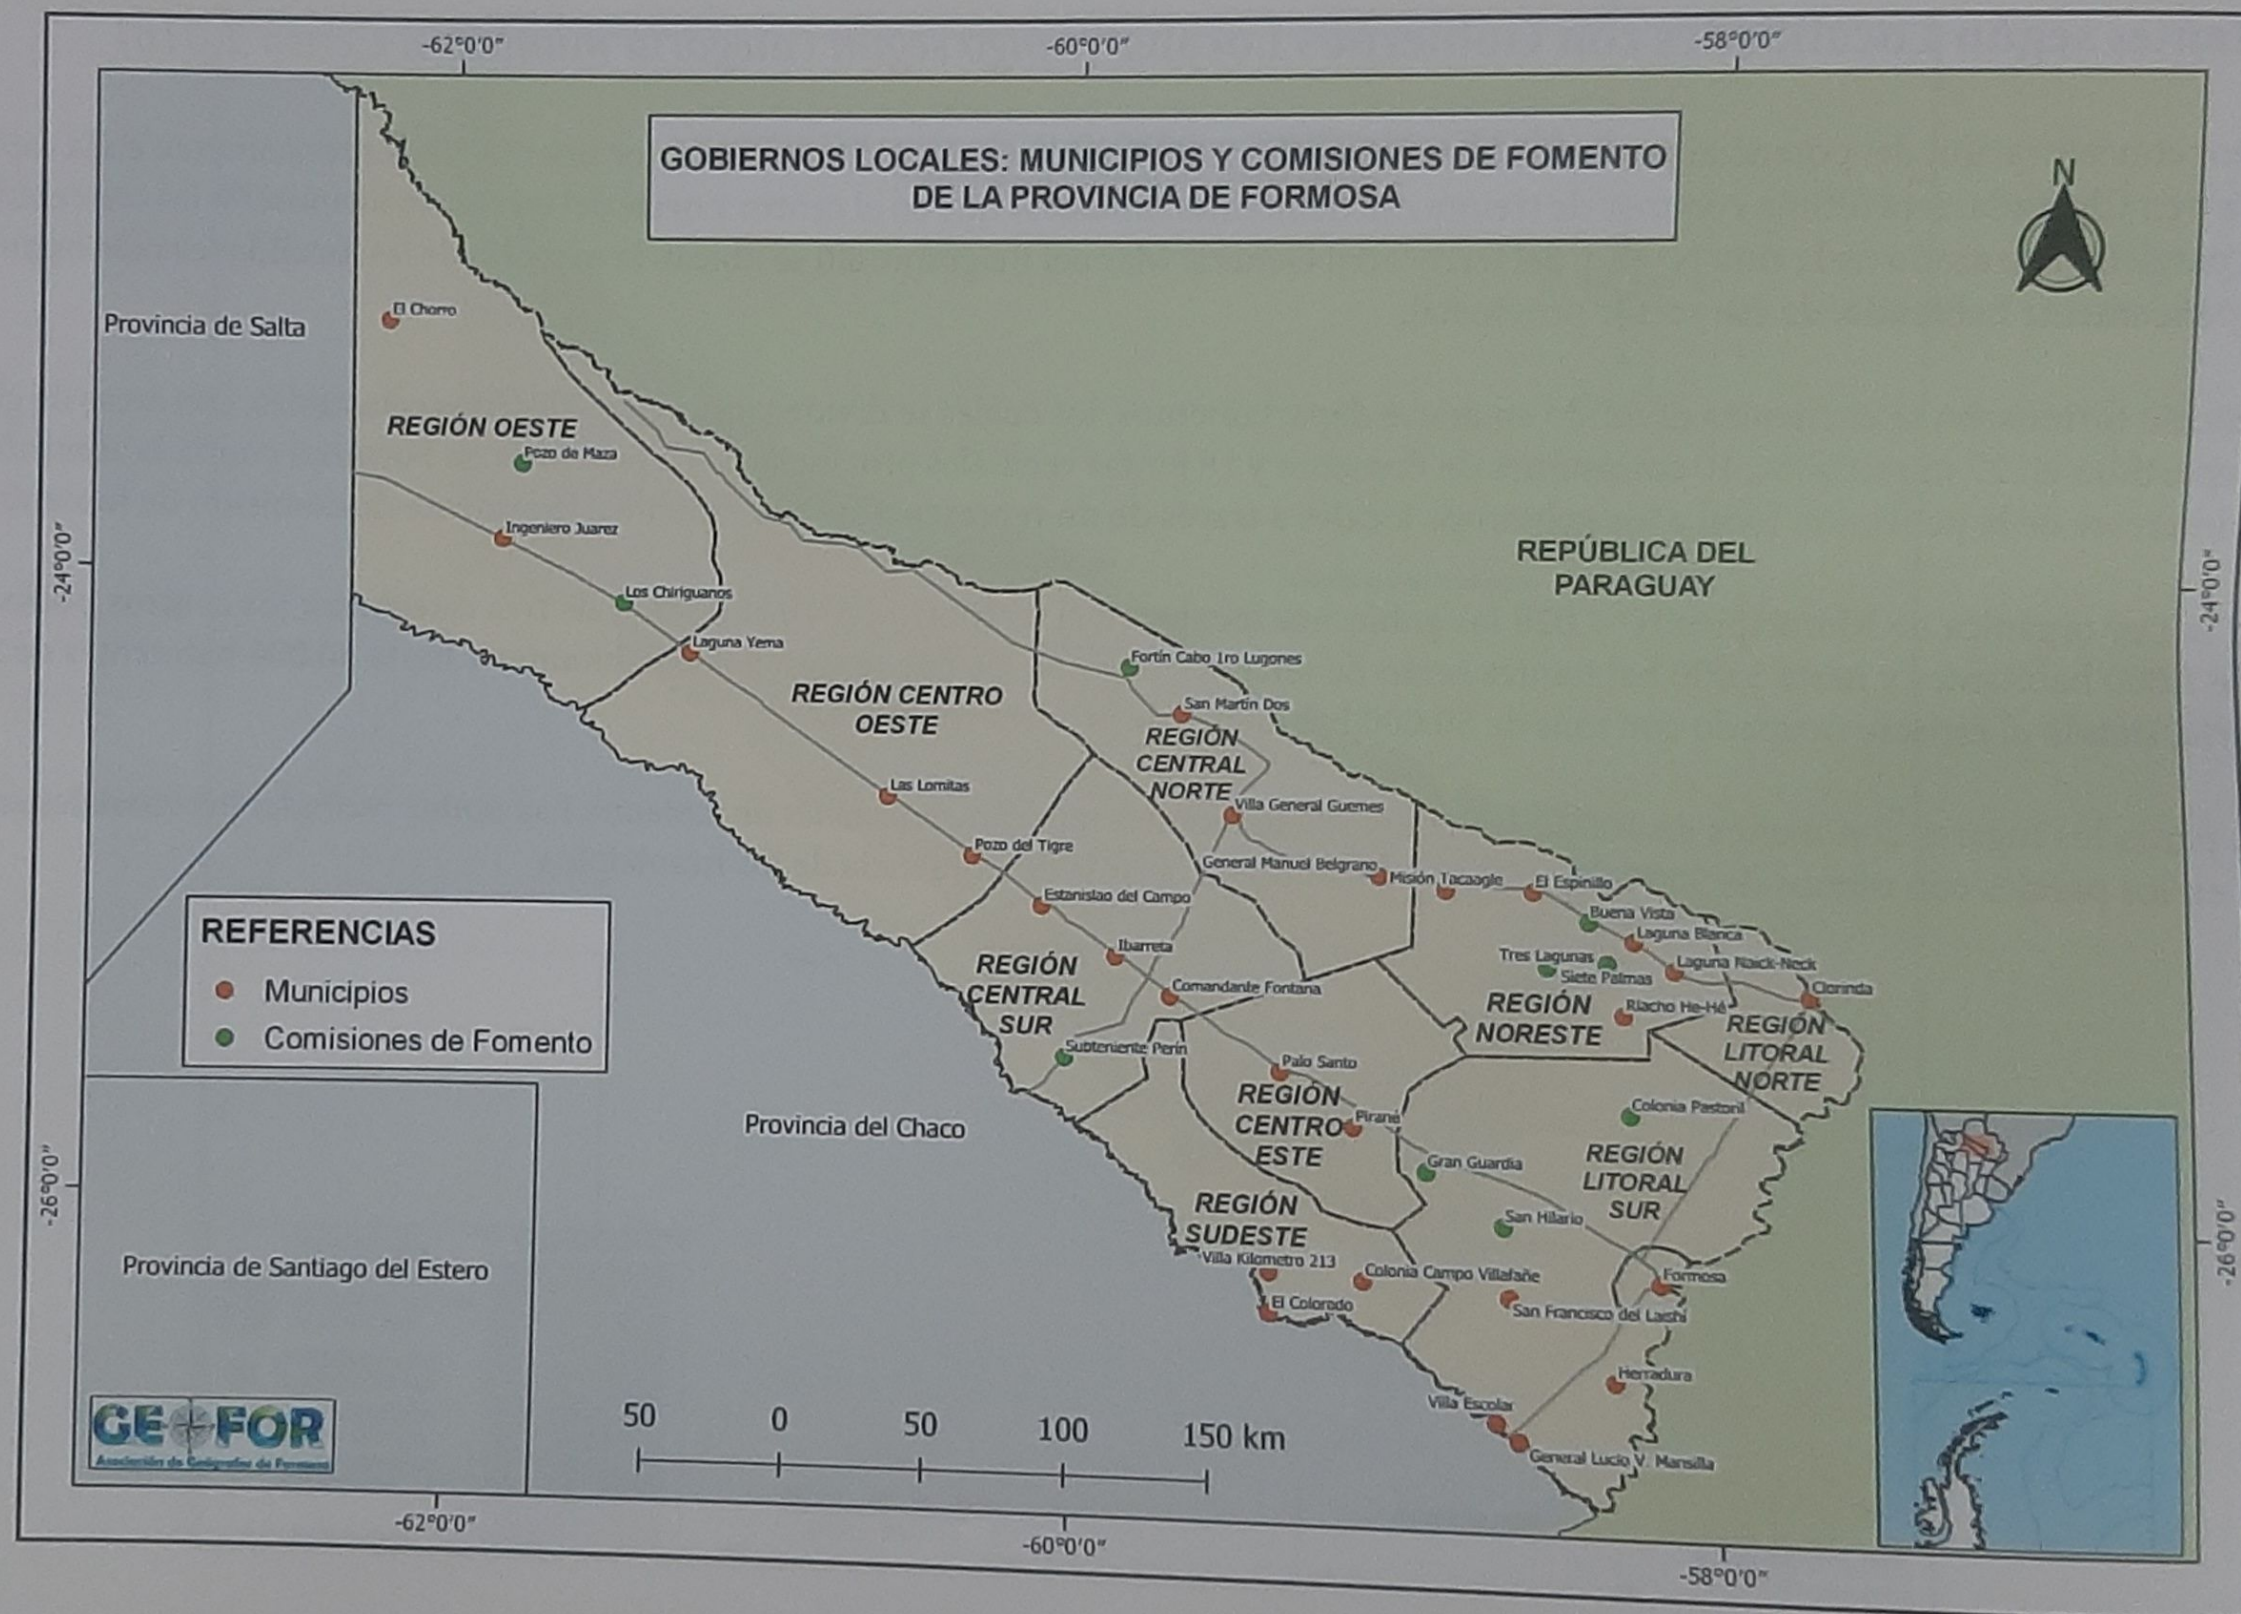 -62°0'0"
-60°0'0"
-58°0'0"
GOBIERNOS LOCALES: MUNICIPIOS Y COMISIONES DE FOMENTO
DE LA PROVINCIA DE FORMOSA
N
Provincia de Salta
El Chorro
REGIÓN OESTE
Pozo de Maza
Ingeniero Juarez
Los Chiriguanos
Laguna Yema
-24°0'0"
-24°0'0"
REPÚBLICA DEL
PARAGUAY
REGIÓN CENTRO
OESTE
Las Lomitas
Pozo del Tigre
Fortín Cabo 1ro Lugones
San Martín Dos
REGIÓN
CENTRAL
NORTE
Villa General Guemes
General Manuel Belgrano
Misión Tacaagle
El Espinillo
Buena Vista
Laguna Blanca
Tres Lagunas
Siete Palmas
Laguna Naick-Neck
Clorinda
Riacho He-Hé
REGIÓN
NORESTE
REGIÓN
LITORAL
NORTE
Estanislao del Campo
Ibarreta
Comandante Fontana
REGIÓN
CENTRAL
SUR
Subteniente Perín
Palo Santo
REGIÓN
CENTRO
ESTE
Pirané
Colonia Pastoril
Gran Guardia
REGIÓN
LITORAL
SUR
San Hilario
REGIÓN
SUDESTE
Villa Kilometro 213
Colonia Campo Villafañe
El Colorado
Formosa
San Francisco del Laishí
Herradura
Villa Escolar
General Lucio V. Mansilla
REFERENCIAS
Municipios
Comisiones de Fomento
Provincia del Chaco
Provincia de Santiago del Estero
-26°0'0"
-26°0'0"
GEOFOR
Asociación de Geógrafos de Formosa
50 0 50 100 150 km
-62°0'0"
-60°0'0"
-58°0'0"